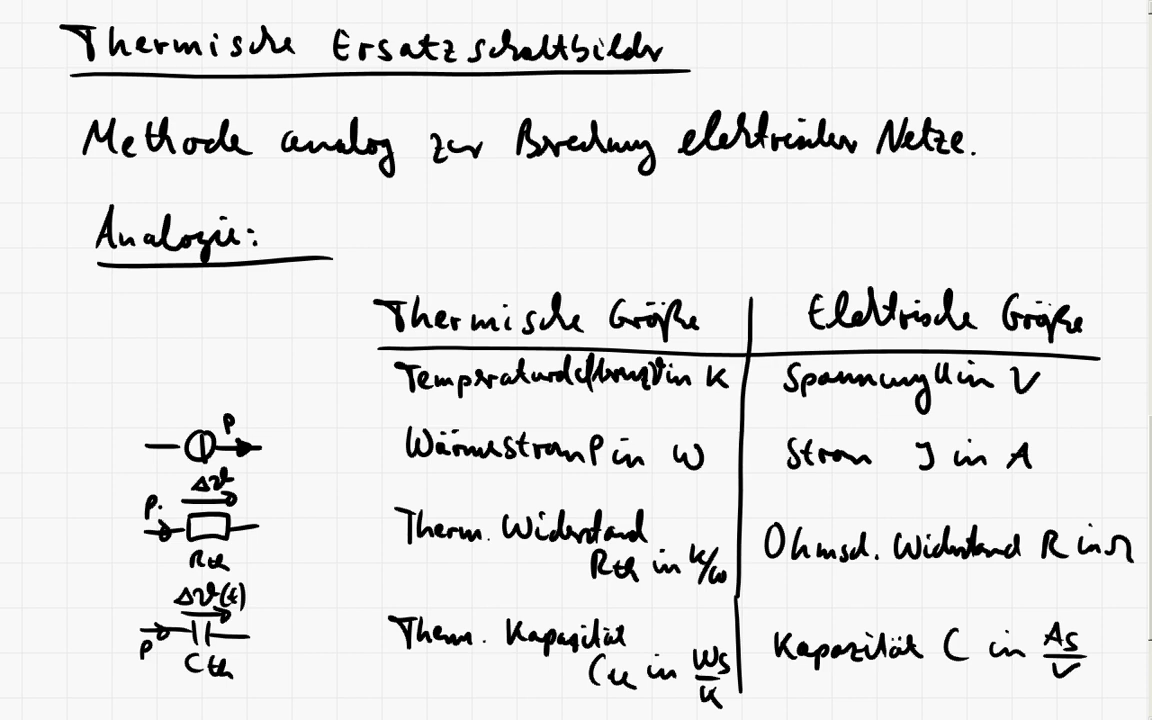 Thermische Ersatzschaltbilder
Methode analog zur Berechnung elektrischer Netze.
Analogie:
Thermische Größe | Elektrische Größe
Temperaturdifferenz ϑ in K | Spannung U in V
P
Wärmestrom P in W | Strom I in A
Δϑ
P
Rth
Therm. Widerstand
Rth in K/W | Ohmsch. Widerstand R in Ω
Δϑ(t)
P
Cth
Therm. Kapazität
Cth in Ws/K | Kapazität C in As/V